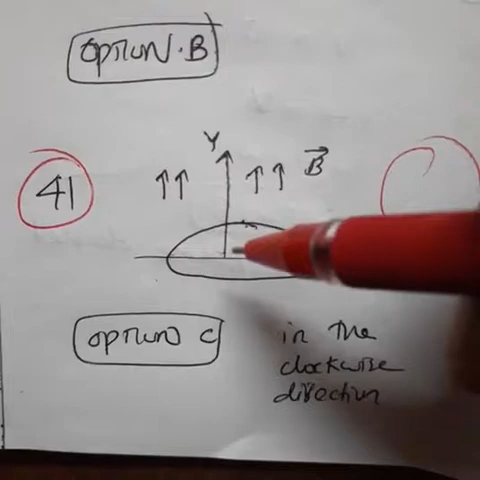 OPTION·B
41
Y
B
OPTION C
in the
clockwise
direction